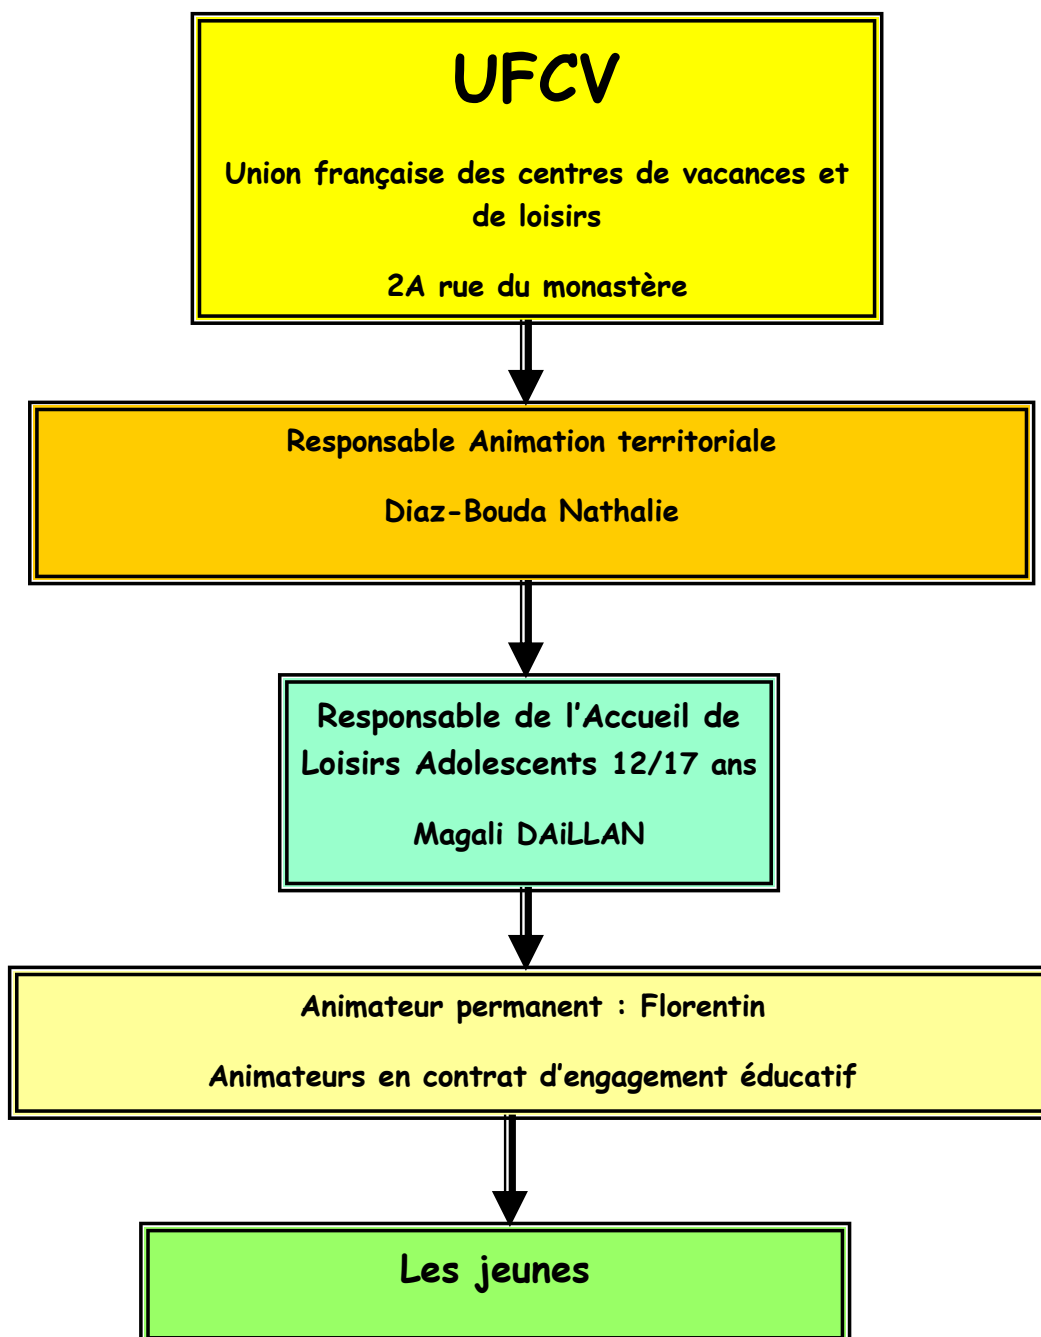 UFCV
Union française des centres de vacances et
de loisirs
2A rue du monastère
Responsable Animation territoriale
Diaz-Bouda Nathalie
Responsable de l'Accueil de
Loisirs Adolescents 12/17 ans
Magali DAiLLAN
Animateur permanent : Florentin
Animateurs en contrat d'engagement éducatif
Les jeunes